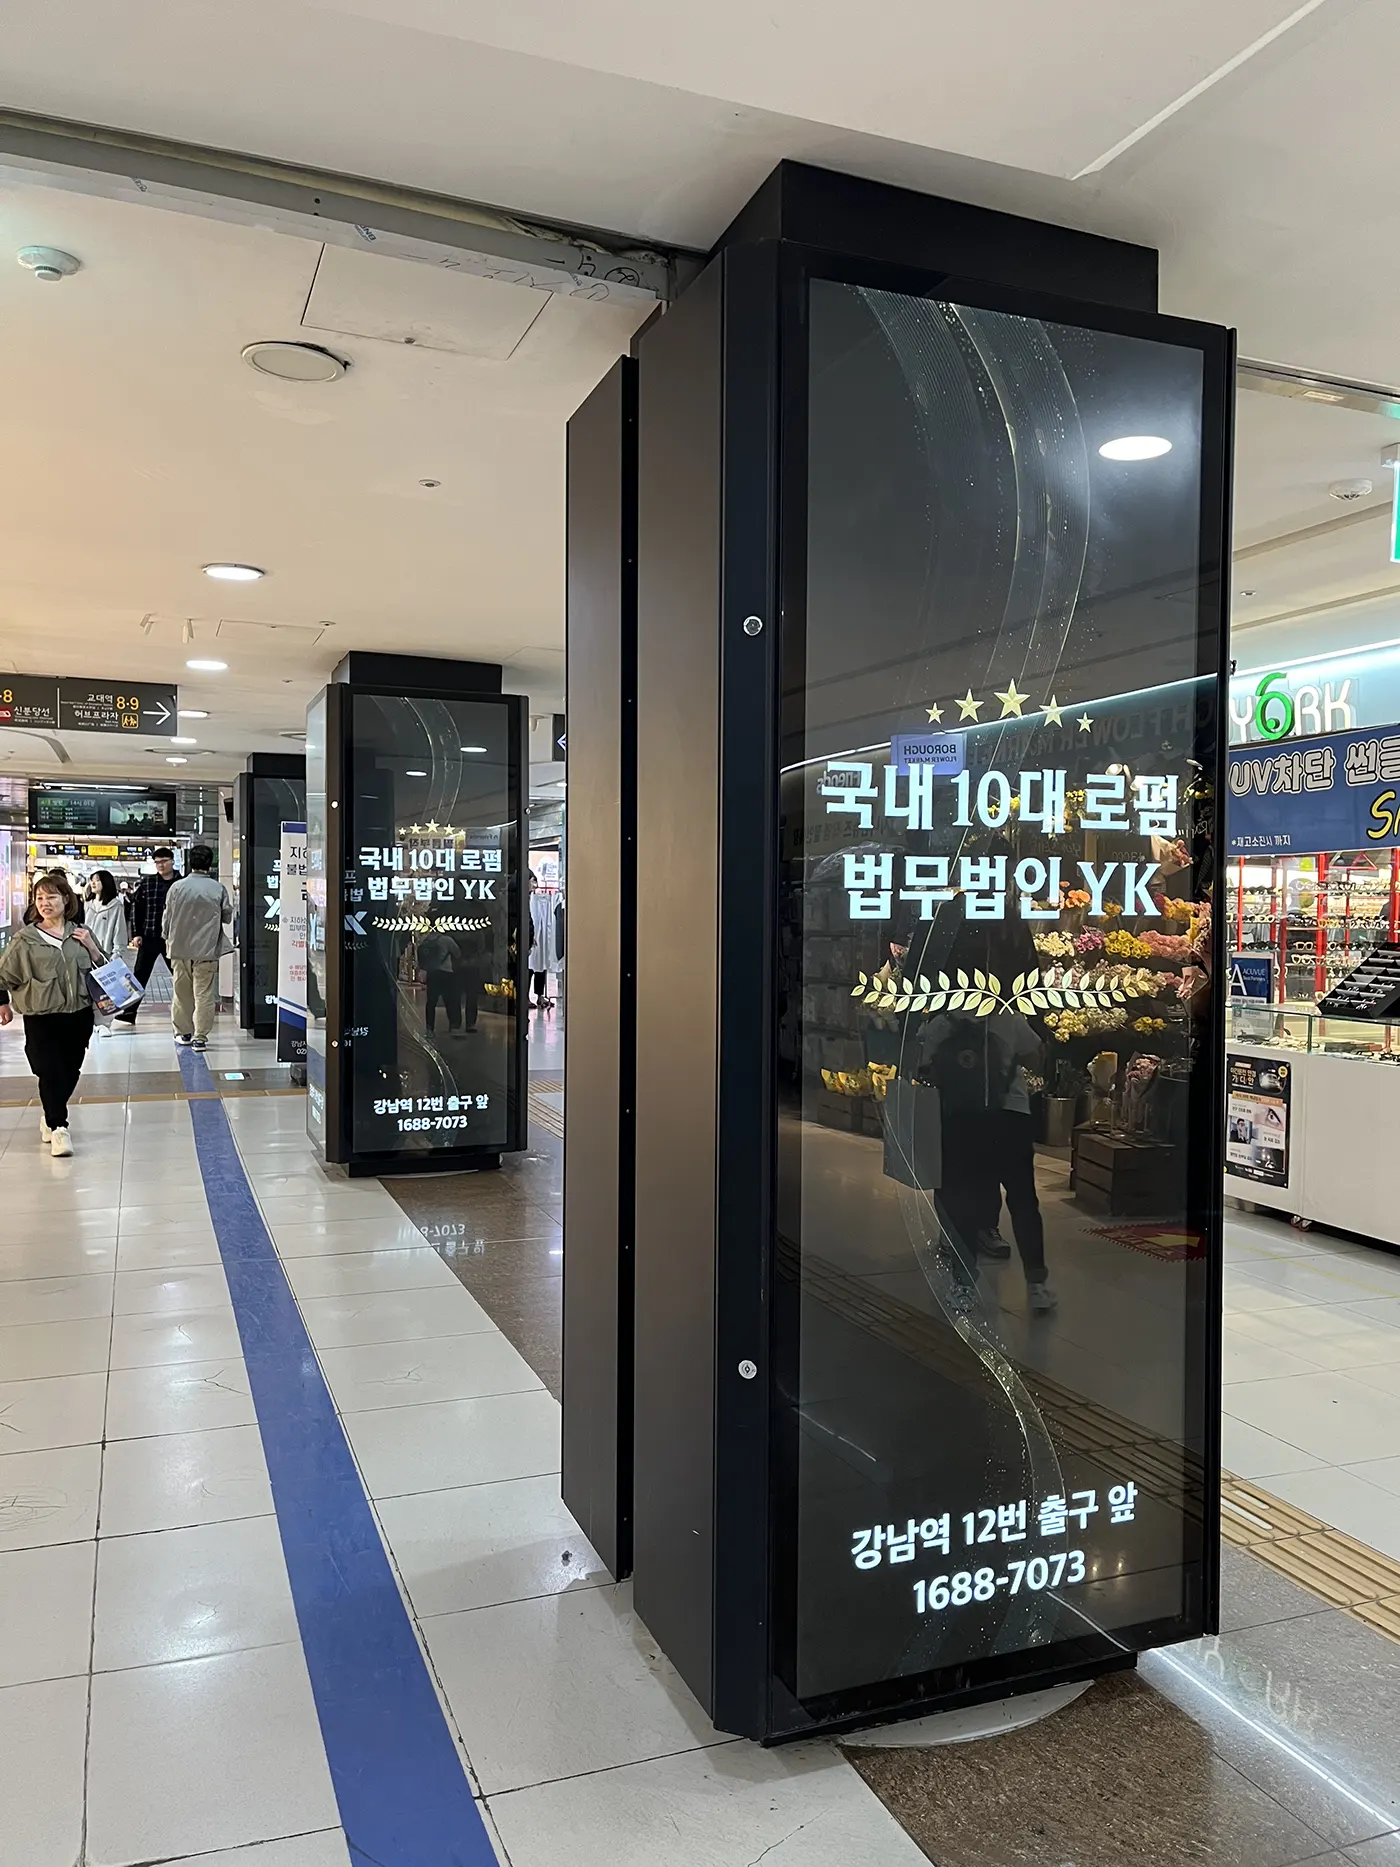 국내 10대 로펌
법무법인 YK
강남역 12번 출구 앞
1688-7073
국내 10대 로펌
법무법인 YK
강남역 12번 출구 앞
1688-7073
신분당선
교대역 8·9
허브프라자
YORK
UV차단
*재고소진시 까지
ACUVUE
BOROUGH
FLOWER MARKET